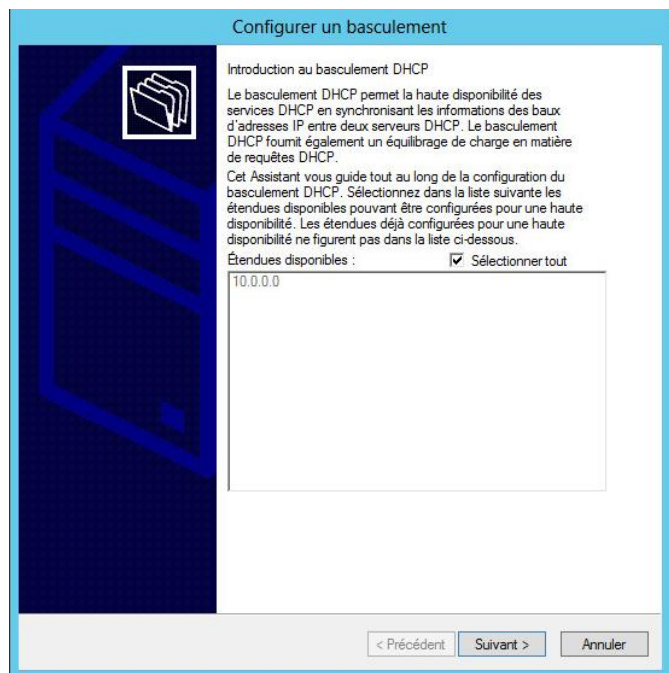 Configurer un basculement
Introduction au basculement DHCP
Le basculement DHCP permet la haute disponibilité des
services DHCP en synchronisant les informations des baux
d'adresses IP entre deux serveurs DHCP. Le basculement
DHCP fournit également un équilibrage de charge en matière
de requêtes DHCP.
Cet Assistant vous guide tout au long de la configuration du
basculement DHCP. Sélectionnez dans la liste suivante les
étendues disponibles pouvant être configurées pour une haute
disponibilité. Les étendues déjà configurées pour une haute
disponibilité ne figurent pas dans la liste ci-dessous.
Étendues disponibles : Sélectionner tout
10.0.0.0
< Précédent Suivant > Annuler